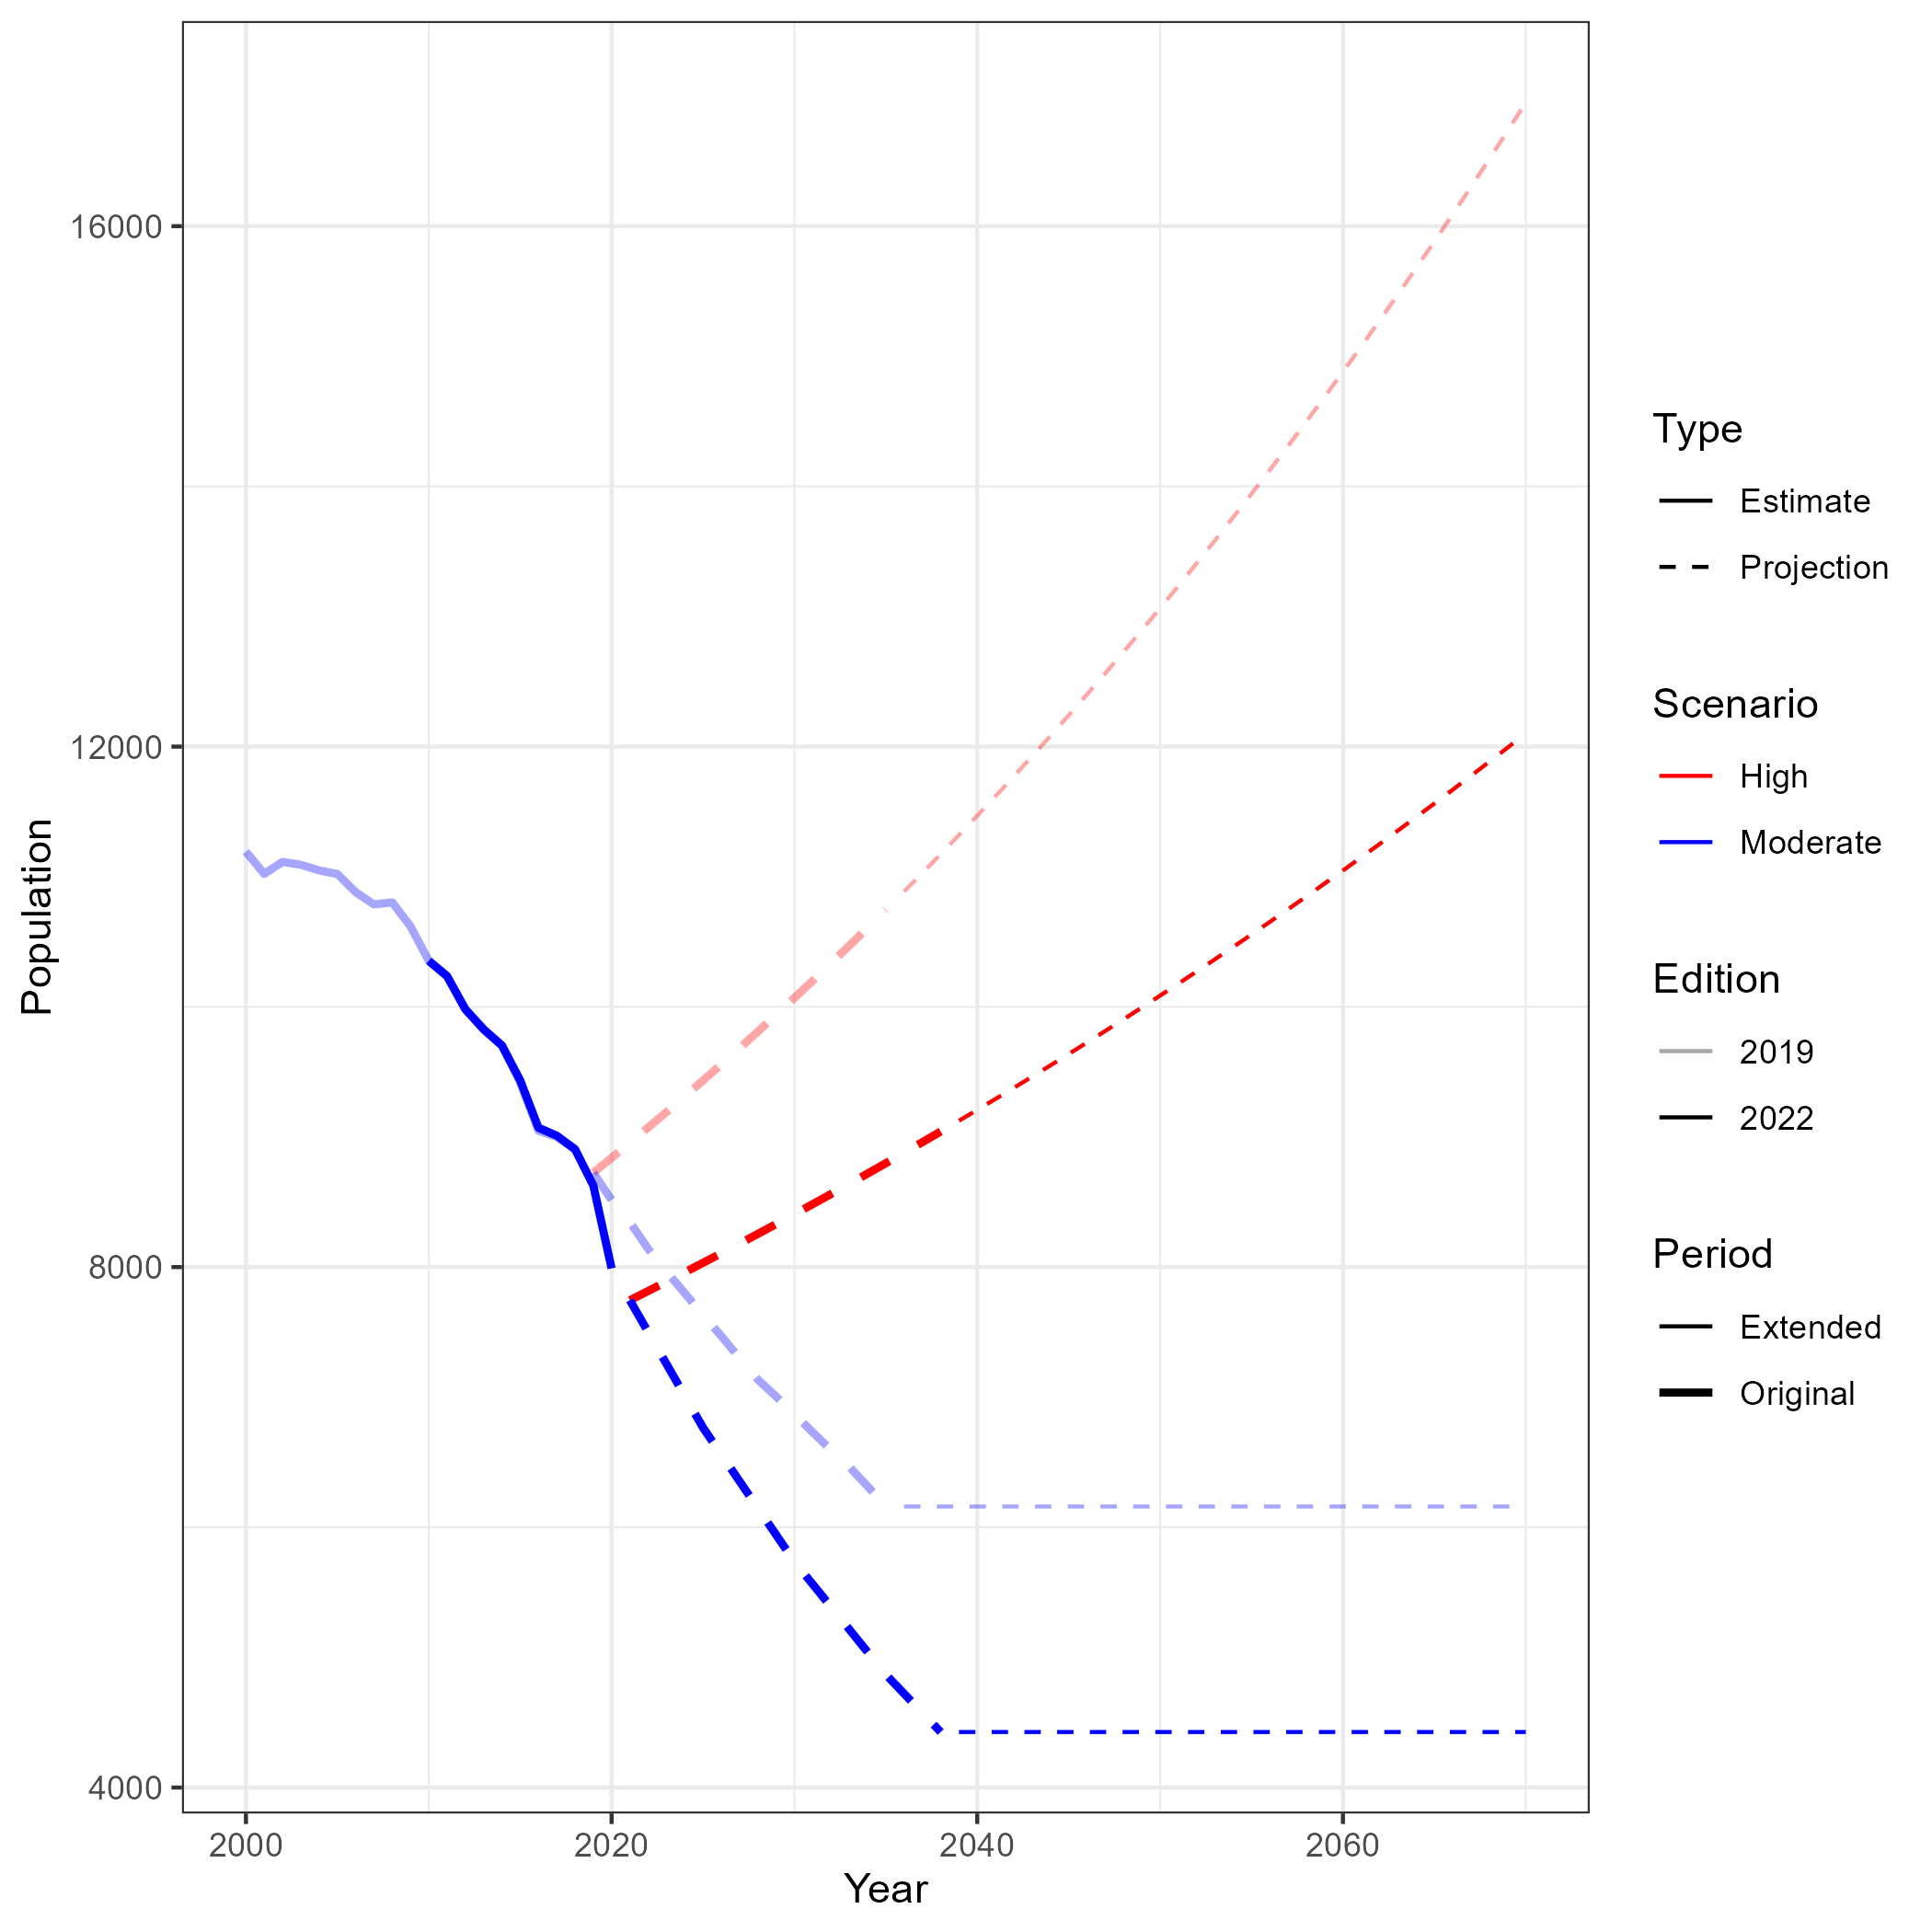 16000
12000
8000
4000
Population
2000
2020
2040
2060
Year
Type
Estimate
Projection
Scenario
High
Moderate
Edition
2019
2022
Period
Extended
Original